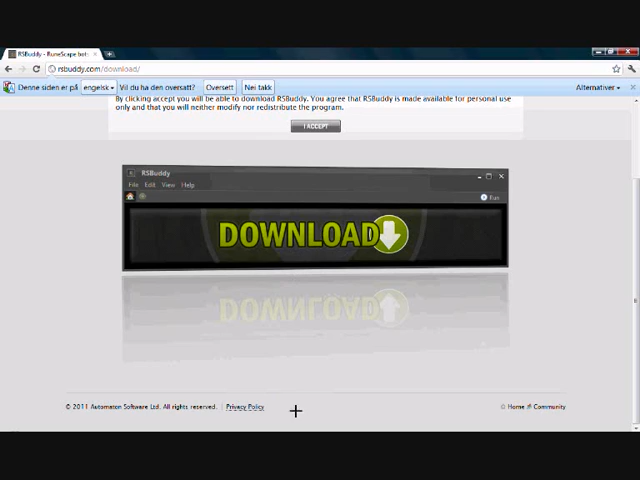 RSBuddy - RuneScape bots
rsbuddy.com/download/
Denne siden er på engelsk Vil du ha den oversatt? Oversett Nei takk Alternativer
By clicking accept you will be able to download RSBuddy. You agree that RSBuddy is made available for personal use
only and that you will neither modify nor redistribute the program.
I ACCEPT
RSBuddy
File Edit View Help
Run
DOWNLOAD
DOWNLOAD
© 2011 Automaton Software Ltd. All rights reserved. | Privacy Policy Home Community